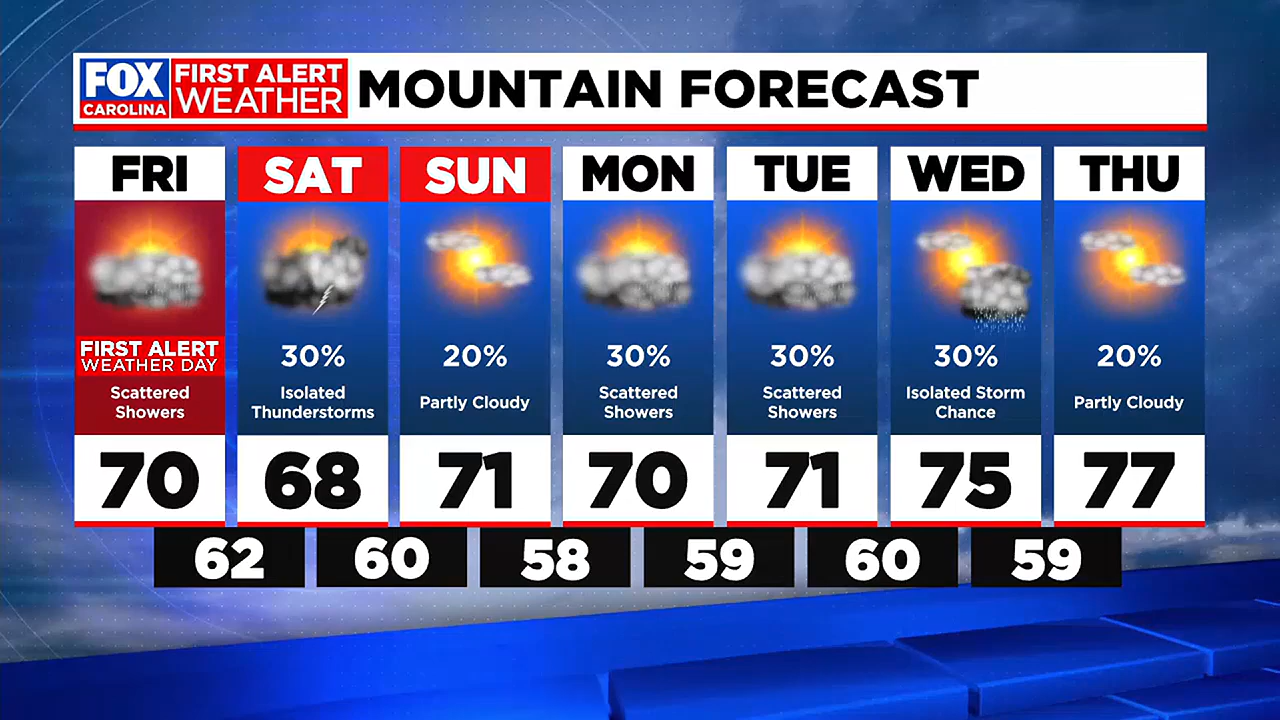 FOX
CAROLINA
FIRST ALERT
WEATHER
MOUNTAIN FORECAST
FRI
FIRST ALERT
WEATHER DAY
Scattered
Showers
70
SAT
30%
Isolated
Thunderstorms
68
SUN
20%
Partly Cloudy
71
MON
30%
Scattered
Showers
70
TUE
30%
Scattered
Showers
71
WED
30%
Isolated Storm
Chance
75
THU
20%
Partly Cloudy
77
62
60
58
59
60
59